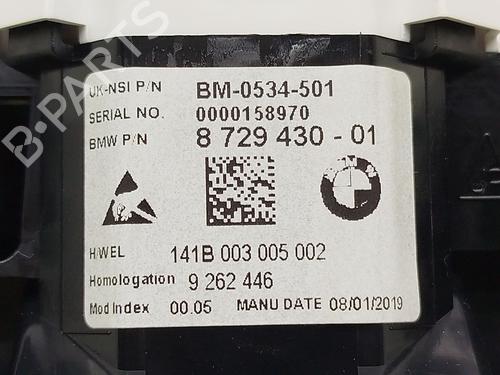 UK-NSI P/N BM-0534-501
SERIAL NO. 0000158970
BMW P/N 8 729 430 - 01
BMW
H/WEL 141B 003 005 002
Homologation 9 262 446
Mod Index 00.05 MANU DATE 08/01/2019